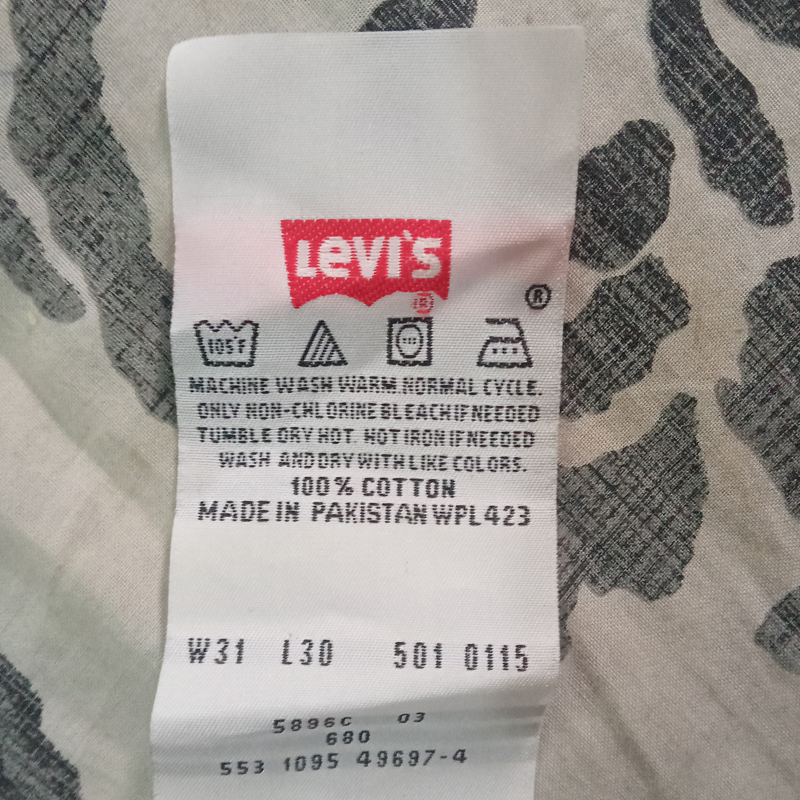 LEVI'S
®
®
105°F
MACHINE WASH WARM NORMAL CYCLE.
ONLY NON-CHLORINE BLEACH IF NEEDED
TUMBLE DRY HOT. HOT IRON IF NEEDED
WASH AND DRY WITH LIKE COLORS.
100% COTTON
MADE IN PAKISTAN WPL 423
W31 L30 501 0115
5896C 03
680
553 1095 49697-4